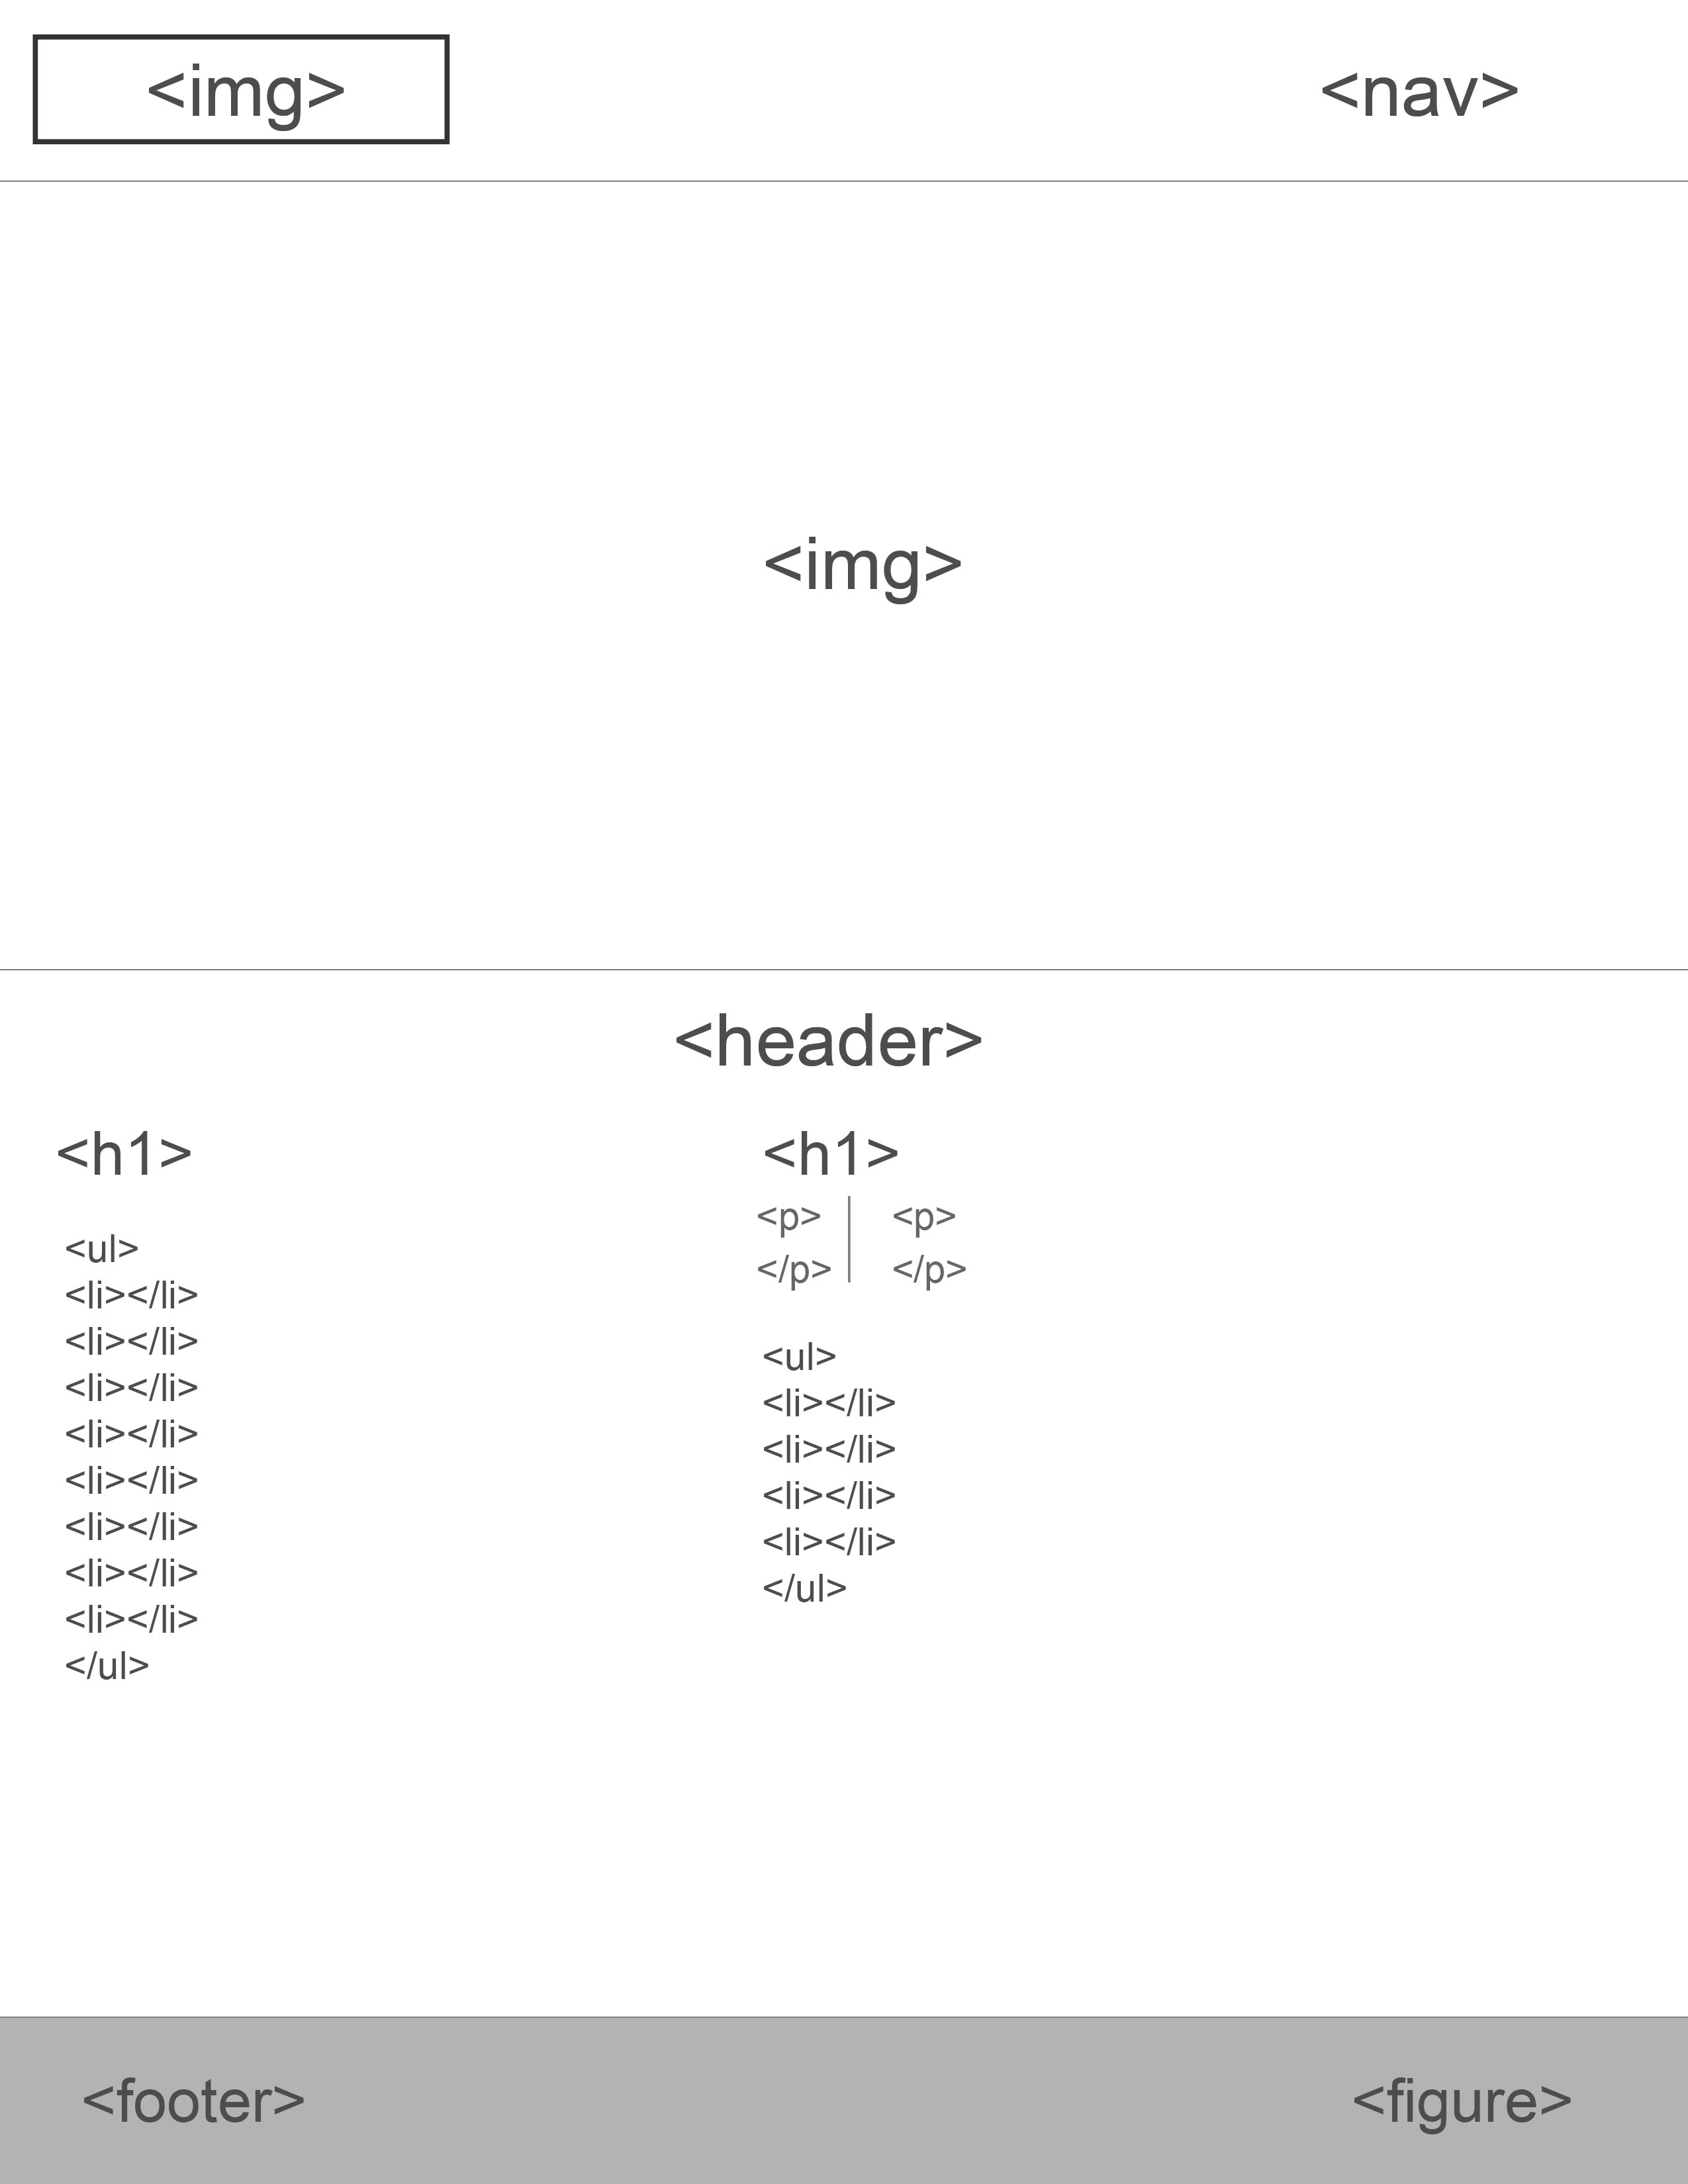 <img>
<nav>
<img>
<header>
<h1>
<ul>
<li></li>
<li></li>
<li></li>
<li></li>
<li></li>
<li></li>
<li></li>
<li></li>
</ul>
<h1>
<p> <p>
</p> </p>
<ul>
<li></li>
<li></li>
<li></li>
<li></li>
</ul>
<footer>
<figure>